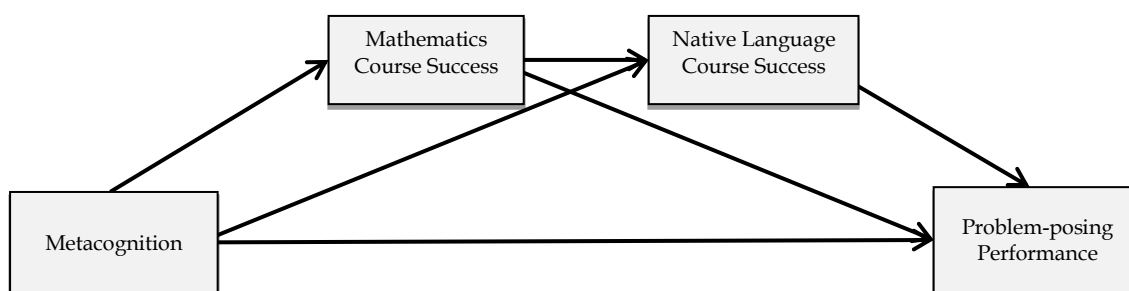 Mathematics
Course Success
Native Language
Course Success
Metacognition
Problem-posing
Performance